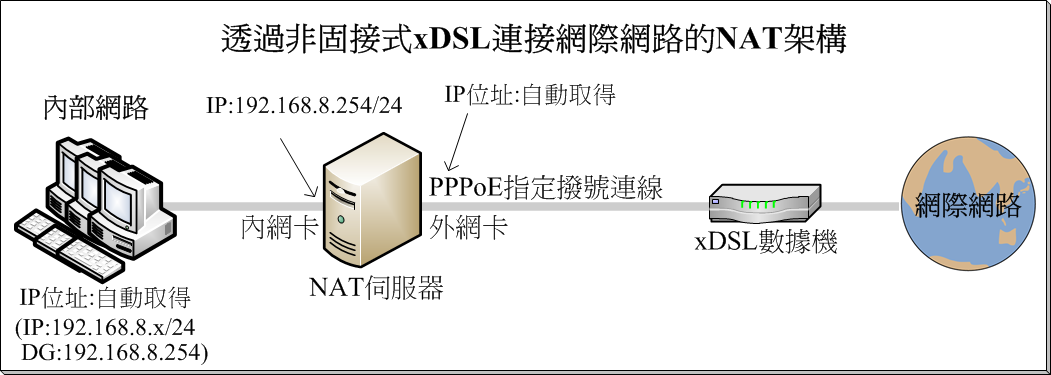 透過非固接式xDSL連接網際網路的NAT架構
內部網路
IP:192.168.8.254/24
IP位址:自動取得
PPPoE指定撥號連線
內網卡
外網卡
NAT伺服器
xDSL數據機
網際網路
IP位址:自動取得
(IP:192.168.8.x/24
DG:192.168.8.254)